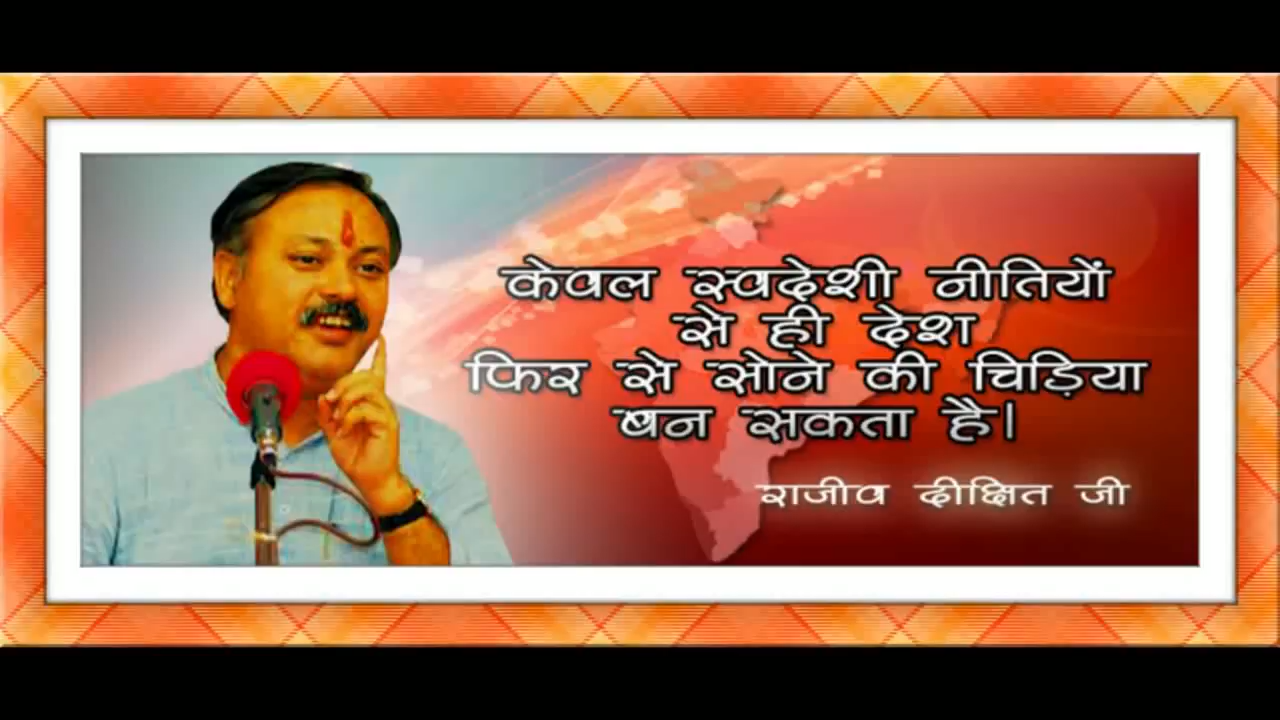 केवल स्वदेशी नीतियों
से ही देश
फिर से सोने की चिड़िया
बन सकता है।
राजीव दीक्षित जी